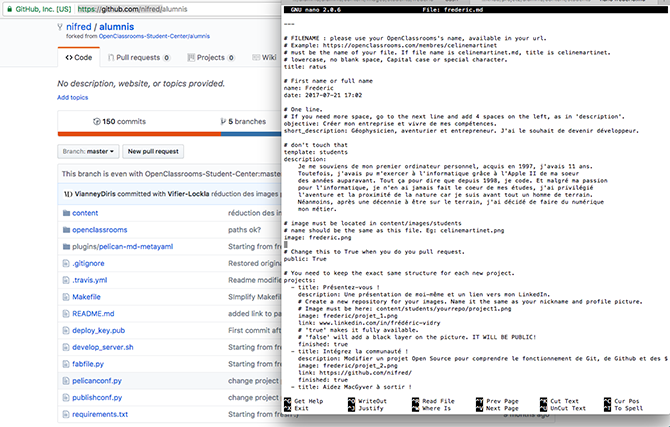 GitHub, Inc. [US] https://github.com/nifred/alumnis
nifred / alumnis
forked from OpenClassrooms-Student-Center/alumnis
Code Pull requests 0 Projects 0 Wiki
No description, website, or topics provided.
Add topics
150 commits 5 branches
Branch: master New pull request
This branch is even with OpenClassrooms-Student-Center:master
VianneyDiris committed with Vifier-Lockla réduction des images
content réduction des im
openclassrooms paths ok?
plugins/pelican-md-metayaml Starting from fr
.gitignore Restored original
.travis.yml Readme modifie
Makefile SImplify Makefile
README.md added link to pa
deploy_key.pub First commit afte
develop_server.sh Starting from fr
fabfile.py Starting from fr
pelicanconf.py change project
publishconf.py change project
requirements.txt Starting from fresh
9 months ago
GNU nano 2.0.6 File: frederic.md
---
# FILENAME : please use your OpenClassrooms's name, available in your url.
# Example: https://openclassrooms.com/membres/celinemartinet
# must be the name of your file. If file name is celinemartinet.md, title is celinemartinet.
# lowercase, no blank space, Capital case or special character.
title: ratus
# First name or full name
name: Frederic
date: 2017-07-21 17:02
# One line.
# If you need more space, go to the next line and add 4 spaces on the left, as in 'description'.
objective: Créer mon entreprise et vivre de mes compétences.
short_description: Géophysicien, aventurier et entrepreneur. J'ai le souhait de devenir développeur.
# don't touch that
template: students
description:
Je me souviens de mon premier ordinateur personnel, acquis en 1997, j'avais 11 ans.
Toutefois, j'avais pu m'exercer à l'informatique grâce à l'Apple II de ma soeur
des années auparavant. Tout ça pour dire que depuis 1998, je code. Et malgré ma passion
pour l'informatique, je n'en ai jamais fait le coeur de mes études, j'ai privilégié
l'aventure et la proximité de la nature car je suis avant tout un homme de terrain.
Néanmoins, après une décennie à être sur le terrain, j'ai décidé de faire du numérique
mon métier.
# image must be located in content/images/students
# name should be the same as this file. Eg: celinemartinet.png
image: frederic.png
# Change this to True when you do you pull request.
public: True
# You need to keep the exact same structure for each new project.
projects:
- title: Présentez-vous !
description: Une présentation de moi-même et un lien vers mon LinkedIn.
# Create a new repository for your images. Name it the same as your nickname and profile picture.
# Image must be here: content/students/yourrepo/project1.png
image: frederic/projet_1.png
link: www.linkedin.com/in/frédéric-vidry
# "true" makes it fully available.
# "false" will add a black layer on the picture. IT WILL BE PUBLIC!
finished: true
- title: Intégrez la communauté !
description: Modifier un projet Open Source pour comprendre le fonctionnement de Git, de Github et des $
image: frederic/projet_2.png
link: https://github.com/nifred/
finished: true
- title: Aidez MacGyver à sortir !
^G Get Help ^O WriteOut ^R Read File ^Y Prev Page ^K Cut Text ^C Cur Pos
^X Exit ^J Justify ^W Where Is ^V Next Page ^U UnCut Text ^T To Spell